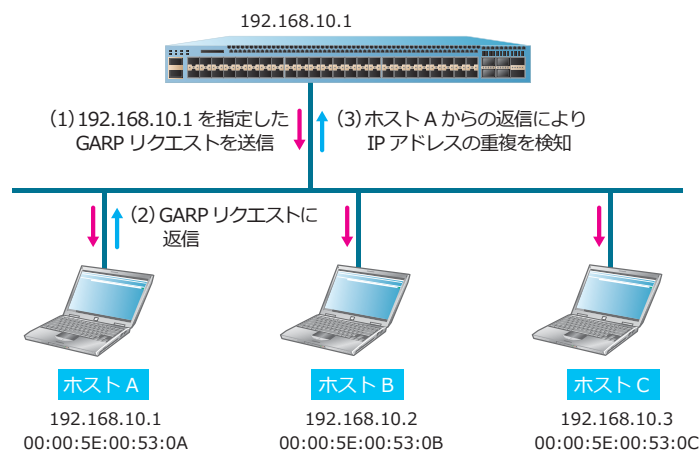 192.168.10.1
(1)192.168.10.1 を指定した
GARP リクエストを送信
(3)ホスト A からの返信により
IP アドレスの重複を検知
(2)GARP リクエストに
返信
ホスト A
ホスト B
ホスト C
192.168.10.1
00:00:5E:00:53:0A
192.168.10.2
00:00:5E:00:53:0B
192.168.10.3
00:00:5E:00:53:0C